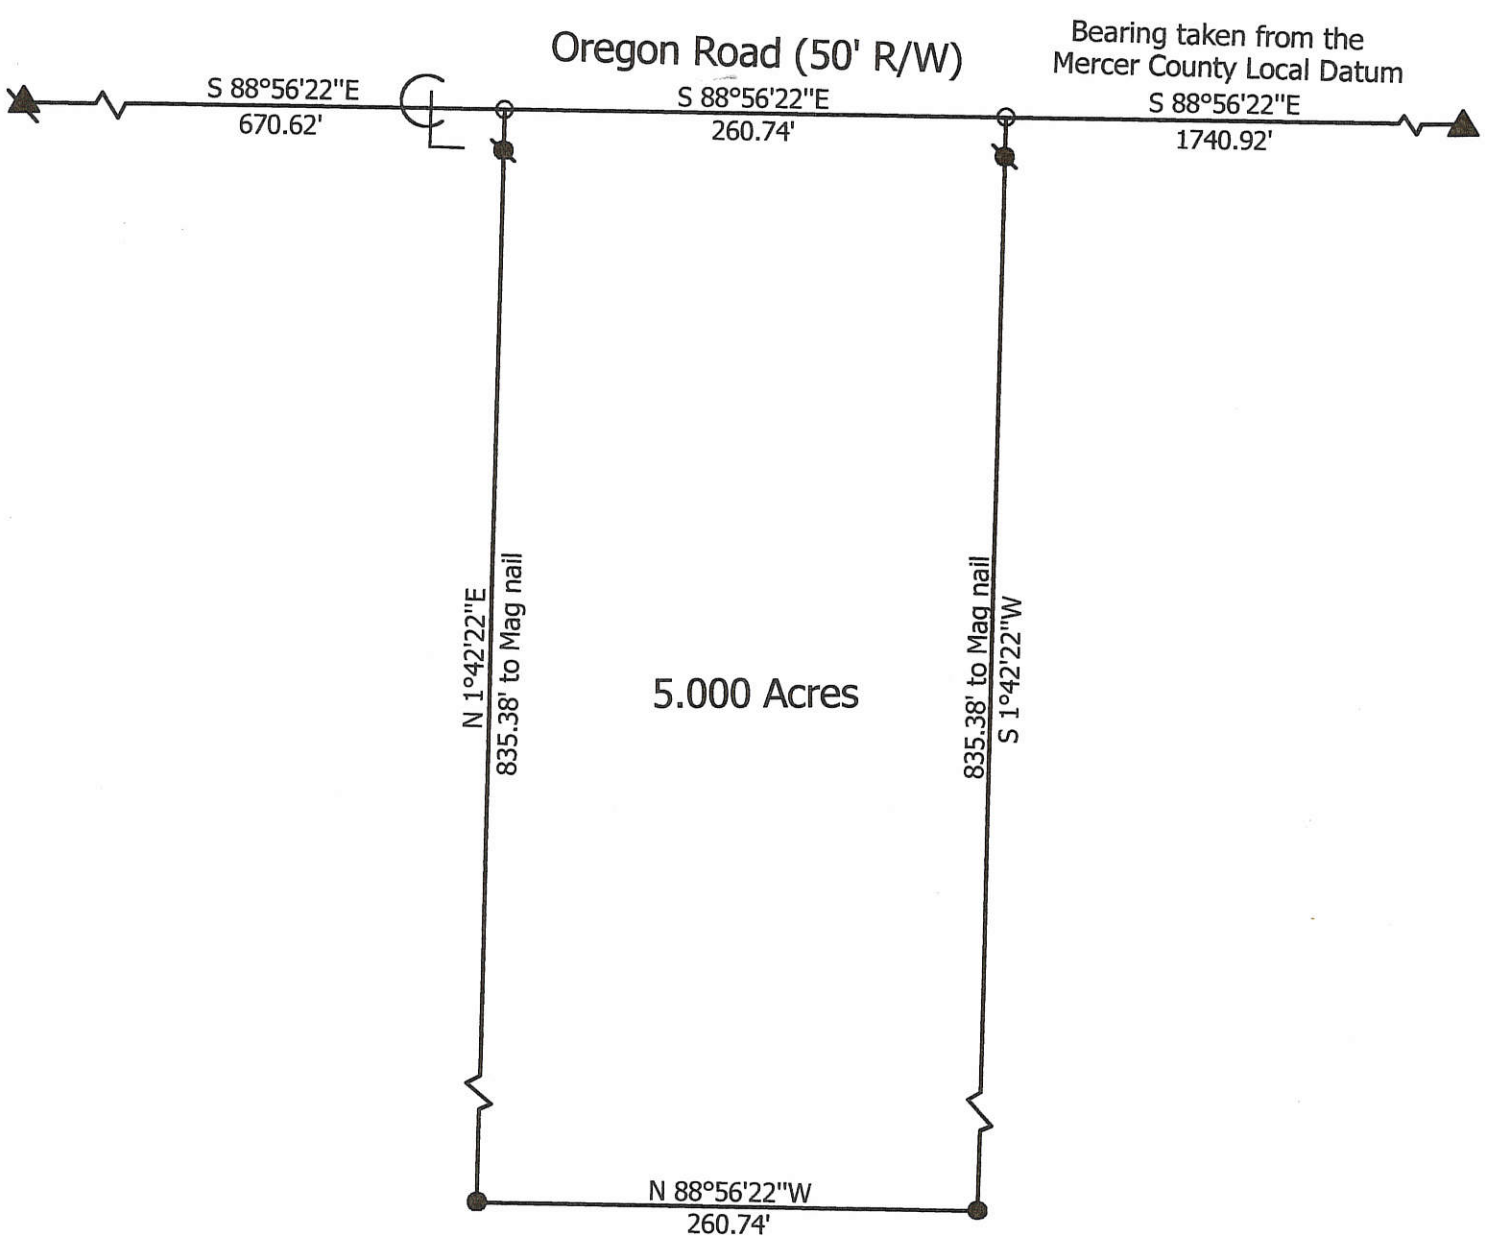 Oregon Road (50' R/W)
Bearing taken from the
Mercer County Local Datum
S 88°56'22"E
670.62'
S 88°56'22"E
260.74'
S 88°56'22"E
1740.92'
N 1°42'22"E
835.38' to Mag nail
835.38' to Mag nail
S 1°42'22"W
5.000 Acres
N 88°56'22"W
260.74'